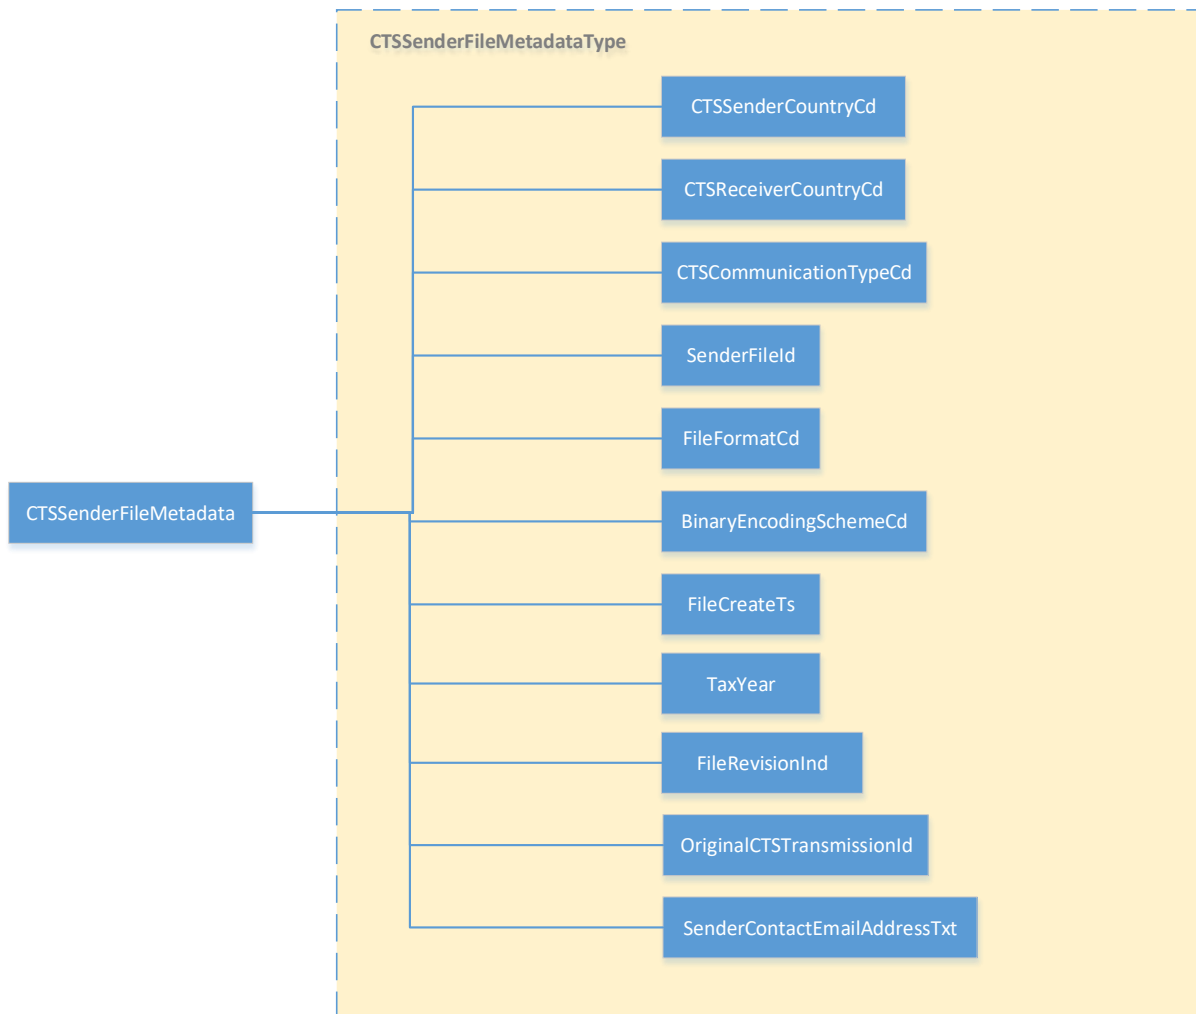 CTSSenderFileMetadataType
CTSSenderCountryCd
CTSReceiverCountryCd
CTSCommunicationTypeCd
SenderFileId
FileFormatCd
CTSSenderFileMetadata
BinaryEncodingSchemeCd
FileCreateTs
TaxYear
FileRevisionInd
OriginalCTSTransmissionId
SenderContactEmailAddressTxt